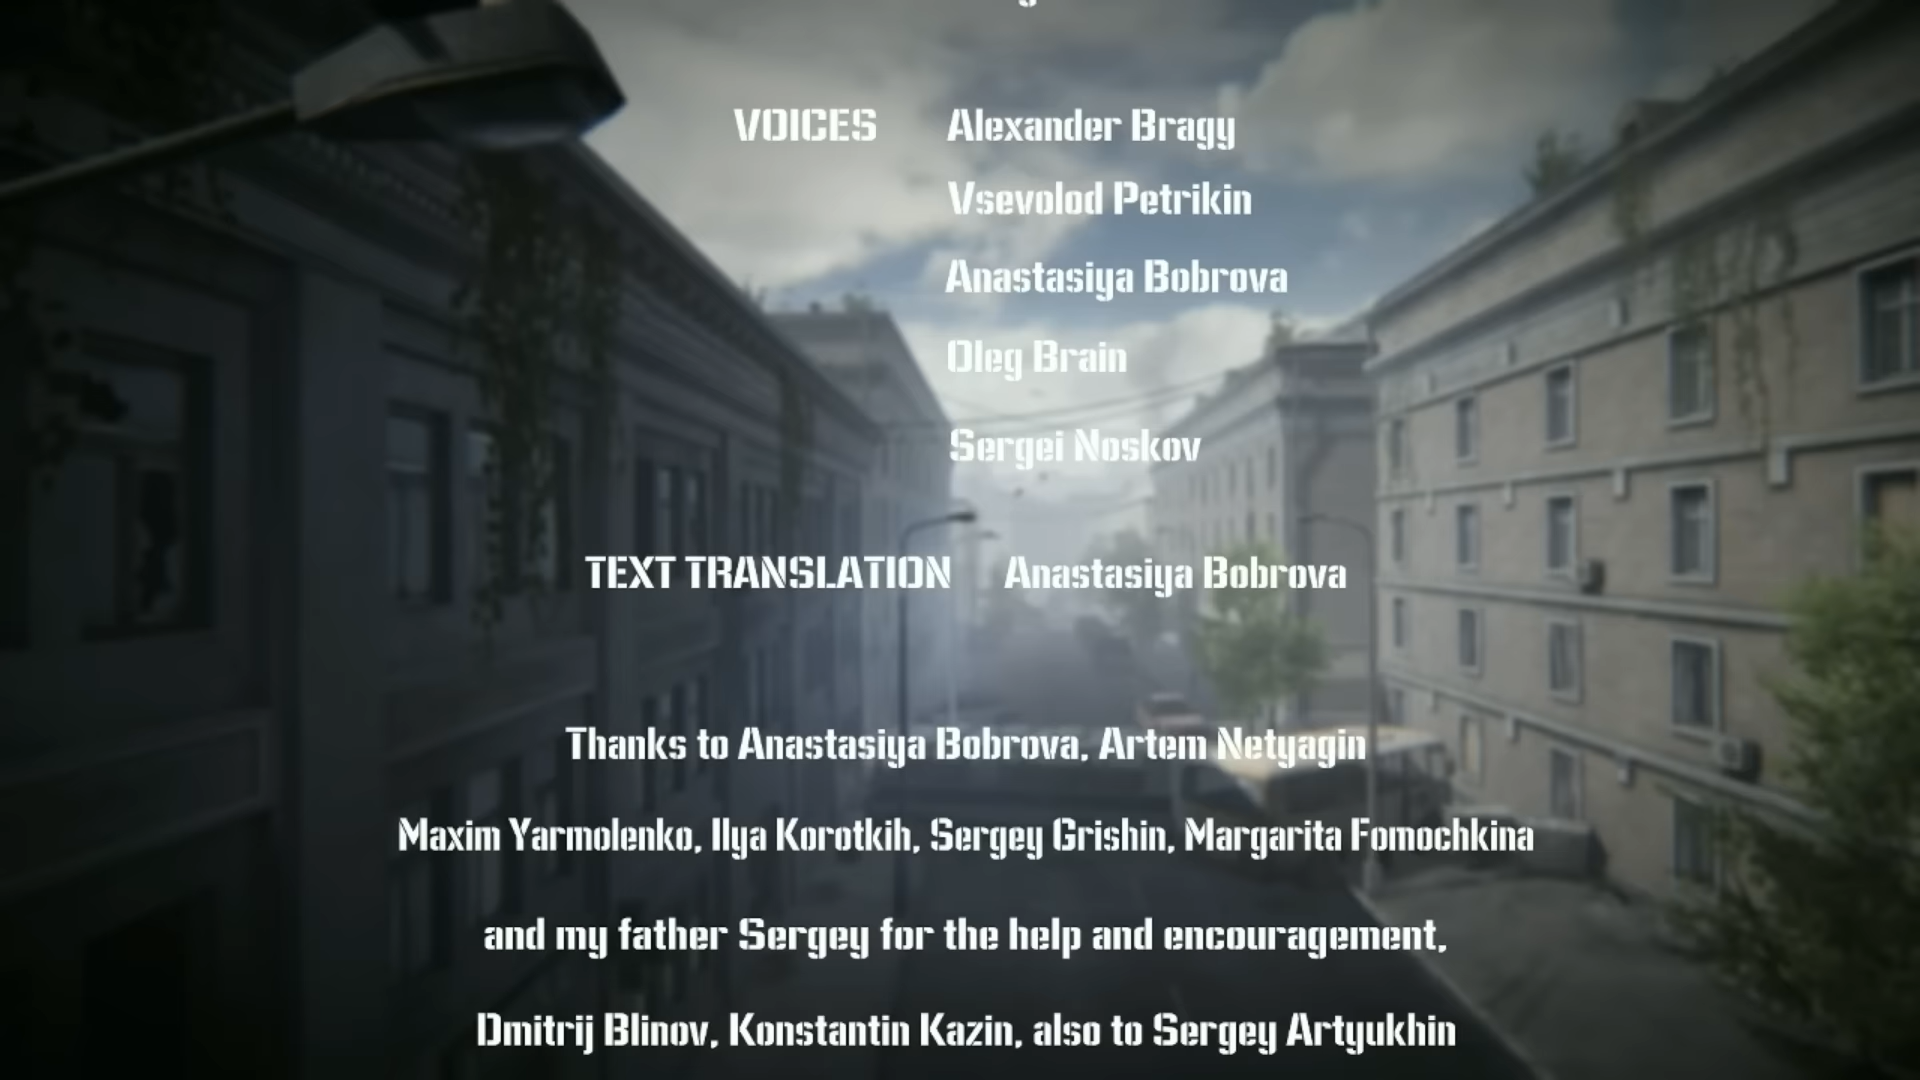 VOICES Alexander Bragy
Vsevolod Petrikin
Anastasiya Bobrova
Oleg Brain
Sergei Noskov
TEXT TRANSLATION Anastasiya Bobrova
Thanks to Anastasiya Bobrova, Artem Netyagin
Maxim Yarmolenko, Ilya Korotkih, Sergey Grishin, Margarita Fomochkina
and my father Sergey for the help and encouragement,
Dmitrij Blinov, Konstantin Kazin, also to Sergey Artyukhin